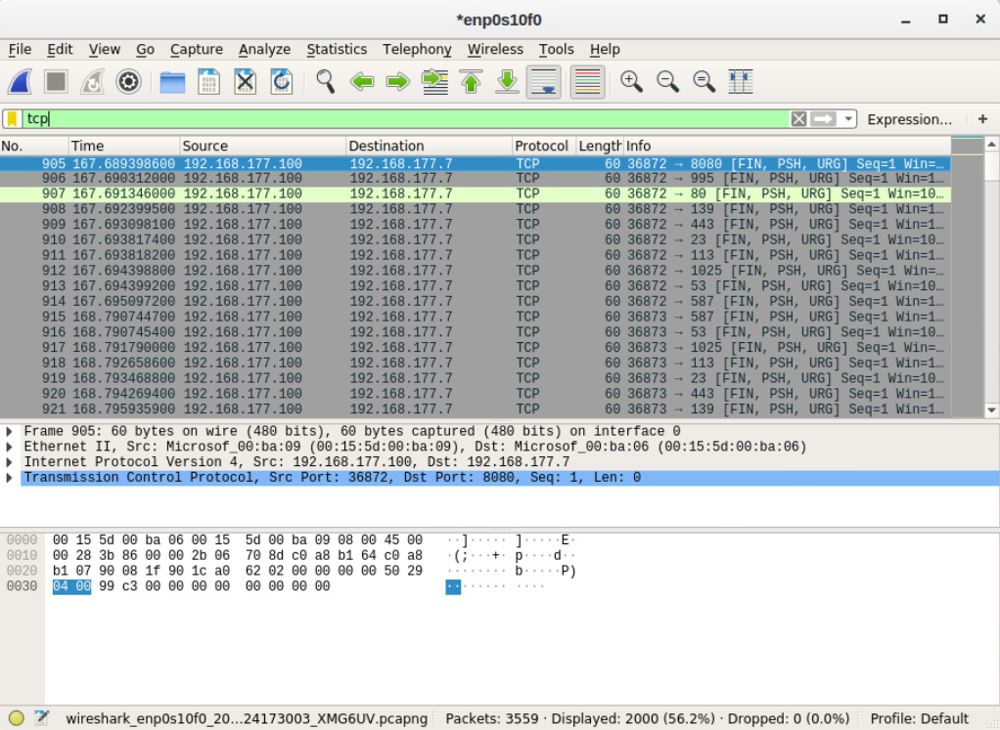 *enp0s10f0
File Edit View Go Capture Analyze Statistics Telephony Wireless Tools Help
tcp Expression... +
No. Time Source Destination Protocol Length Info
905 167.689398600 192.168.177.100 192.168.177.7 TCP 60 36872 → 8080 [FIN, PSH, URG] Seq=1 Win=…
906 167.690312000 192.168.177.100 192.168.177.7 TCP 60 36872 → 995 [FIN, PSH, URG] Seq=1 Win=1…
907 167.691346000 192.168.177.100 192.168.177.7 TCP 60 36872 → 80 [FIN, PSH, URG] Seq=1 Win=10…
908 167.692399500 192.168.177.100 192.168.177.7 TCP 60 36872 → 139 [FIN, PSH, URG] Seq=1 Win=1…
909 167.693098100 192.168.177.100 192.168.177.7 TCP 60 36872 → 443 [FIN, PSH, URG] Seq=1 Win=1…
910 167.693817400 192.168.177.100 192.168.177.7 TCP 60 36872 → 23 [FIN, PSH, URG] Seq=1 Win=10…
911 167.693818200 192.168.177.100 192.168.177.7 TCP 60 36872 → 113 [FIN, PSH, URG] Seq=1 Win=1…
912 167.694398800 192.168.177.100 192.168.177.7 TCP 60 36872 → 1025 [FIN, PSH, URG] Seq=1 Win=…
913 167.694399200 192.168.177.100 192.168.177.7 TCP 60 36872 → 53 [FIN, PSH, URG] Seq=1 Win=10…
914 167.695097200 192.168.177.100 192.168.177.7 TCP 60 36872 → 587 [FIN, PSH, URG] Seq=1 Win=1…
915 168.790744700 192.168.177.100 192.168.177.7 TCP 60 36873 → 587 [FIN, PSH, URG] Seq=1 Win=1…
916 168.790745400 192.168.177.100 192.168.177.7 TCP 60 36873 → 53 [FIN, PSH, URG] Seq=1 Win=10…
917 168.791790000 192.168.177.100 192.168.177.7 TCP 60 36873 → 1025 [FIN, PSH, URG] Seq=1 Win=…
918 168.792658600 192.168.177.100 192.168.177.7 TCP 60 36873 → 113 [FIN, PSH, URG] Seq=1 Win=1…
919 168.793468800 192.168.177.100 192.168.177.7 TCP 60 36873 → 23 [FIN, PSH, URG] Seq=1 Win=10…
920 168.794269400 192.168.177.100 192.168.177.7 TCP 60 36873 → 443 [FIN, PSH, URG] Seq=1 Win=1…
921 168.795935900 192.168.177.100 192.168.177.7 TCP 60 36873 → 139 [FIN, PSH, URG] Seq=1 Win=1…
Frame 905: 60 bytes on wire (480 bits), 60 bytes captured (480 bits) on interface 0
Ethernet II, Src: Microsof_00:ba:09 (00:15:5d:00:ba:09), Dst: Microsof_00:ba:06 (00:15:5d:00:ba:06)
Internet Protocol Version 4, Src: 192.168.177.100, Dst: 192.168.177.7
Transmission Control Protocol, Src Port: 36872, Dst Port: 8080, Seq: 1, Len: 0
0000 00 15 5d 00 ba 06 00 15 5d 00 ba 09 08 00 45 00 ··]····· ]·····E·
0010 00 28 3b 86 00 00 2b 06 70 8d c0 a8 b1 64 c0 a8 ·(;···+· p····d··
0020 b1 07 90 08 1f 90 1c a0 62 02 00 00 00 00 50 29 ········ b·····P)
0030 04 00 99 c3 00 00 00 00 00 00 00 00 ········ ····
wireshark_enp0s10f0_20...24173003_XMG6UV.pcapng Packets: 3559 · Displayed: 2000 (56.2%) · Dropped: 0 (0.0%) Profile: Default